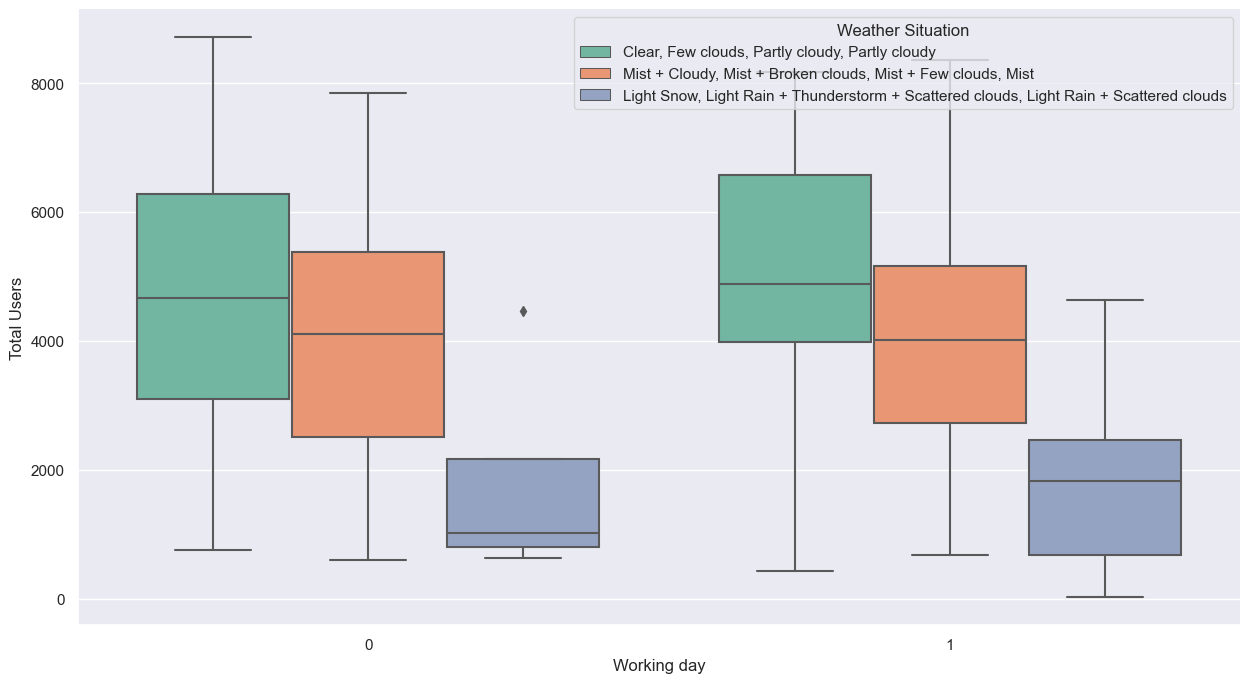 Weather Situation
Clear, Few clouds, Partly cloudy, Partly cloudy
Mist + Cloudy, Mist + Broken clouds, Mist + Few clouds, Mist
Light Snow, Light Rain + Thunderstorm + Scattered clouds, Light Rain + Scattered clouds
8000
6000
4000
2000
0
Total Users
0
1
Working day